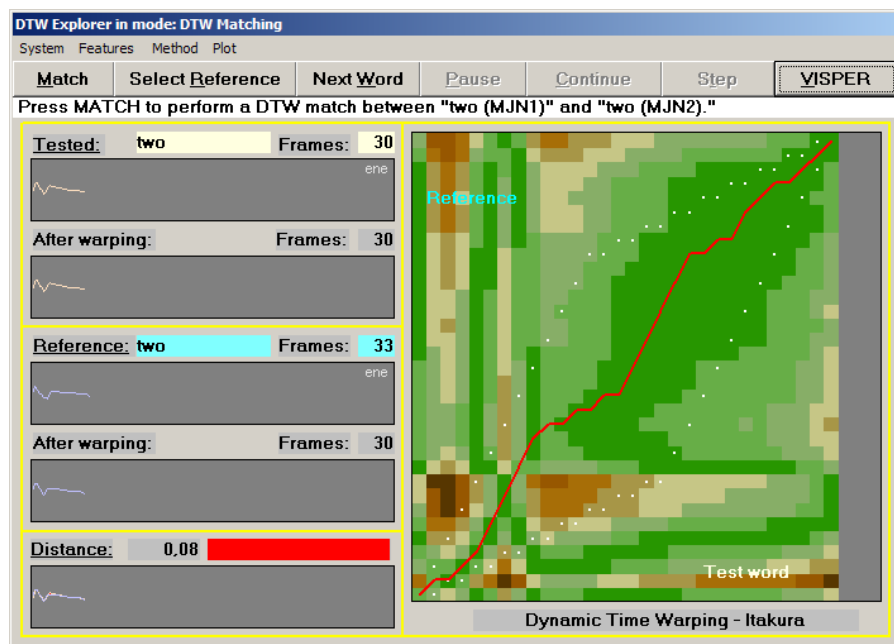 DTW Explorer in mode: DTW Matching
System Features Method Plot
Match Select Reference Next Word Pause Continue Step VISPER
Press MATCH to perform a DTW match between "two (MJN1)" and "two (MJN2)."
Tested: two Frames: 30
ene
After warping: Frames: 30
Reference: two Frames: 33
ene
After warping: Frames: 30
Distance: 0,08
Reference
Test word
Dynamic Time Warping - Itakura